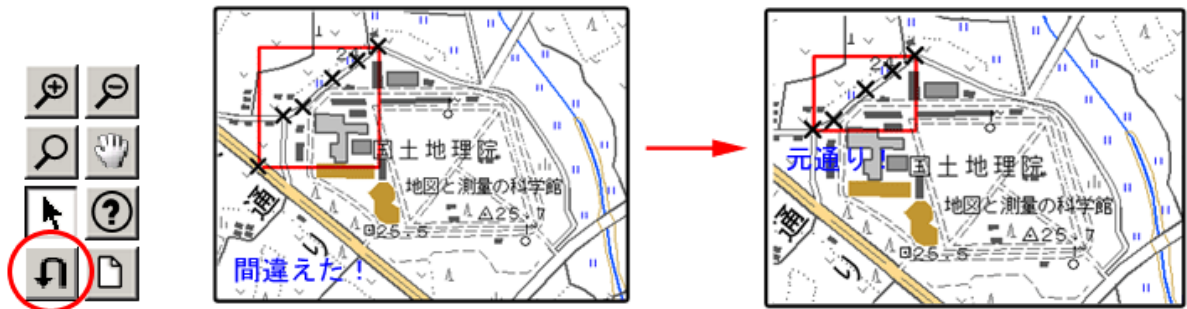 21
国土地理院
地図と測量の科学館
25.7
25.5
通り
間違えた！
21
元通り！
国土地理院
地図と測量の科学館
25.7
25.5
通り